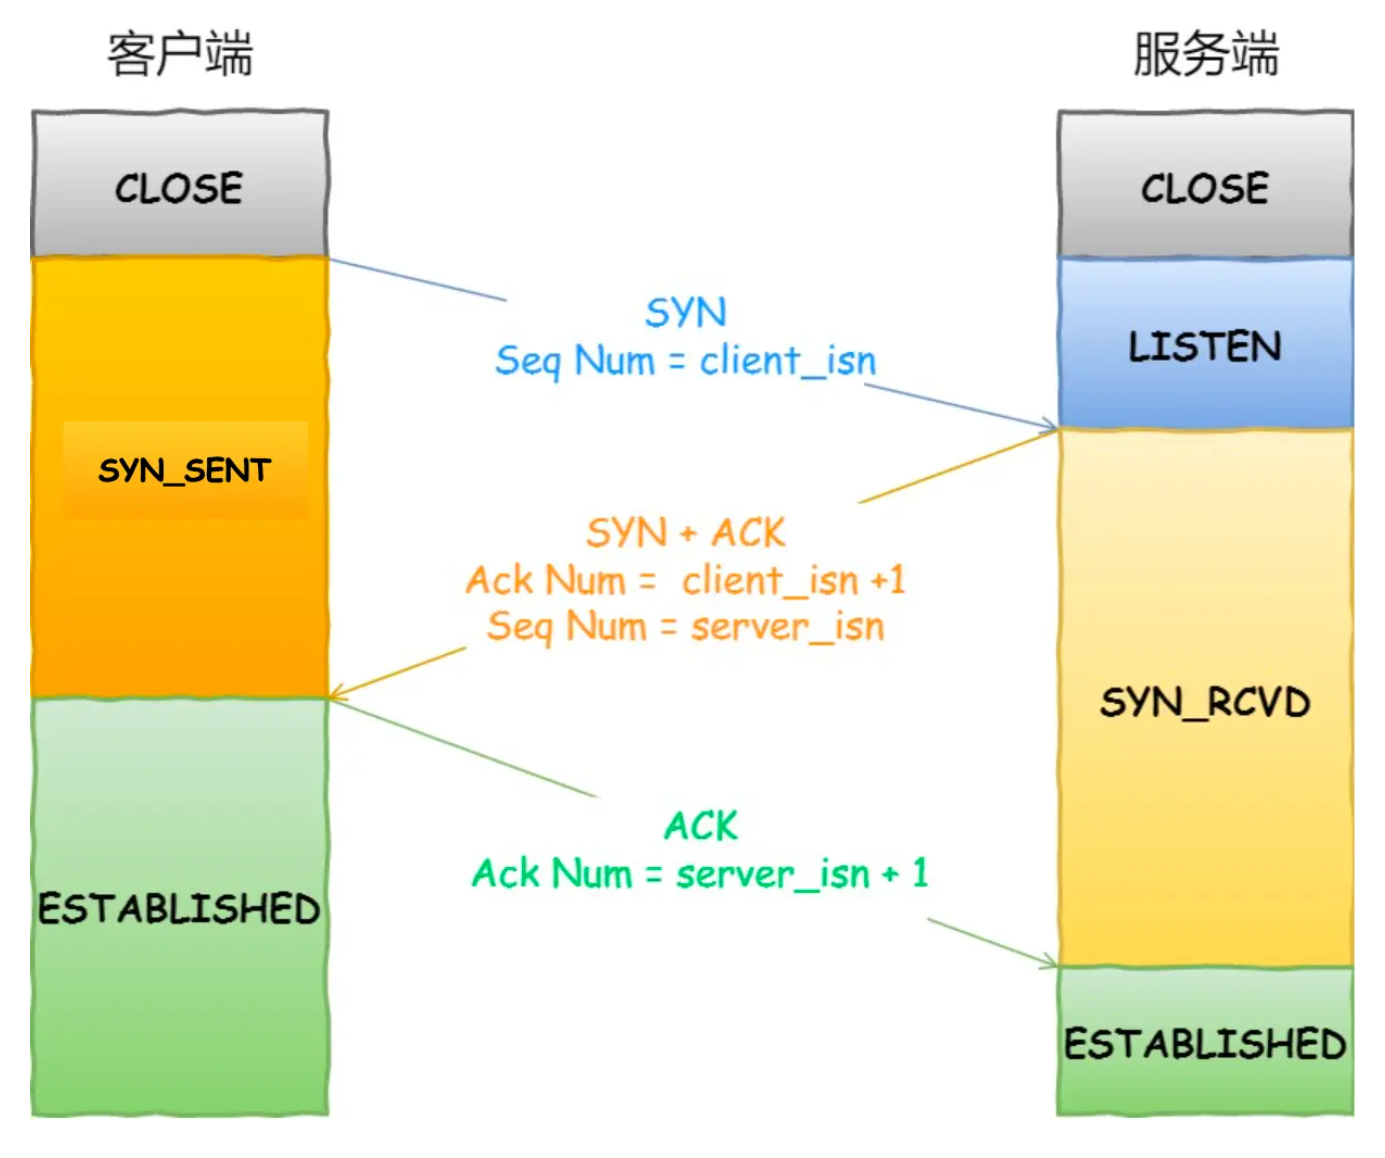 客户端
服务端
CLOSE
CLOSE
SYN
Seq Num = client_isn
LISTEN
SYN_SENT
SYN + ACK
Ack Num = client_isn +1
Seq Num = server_isn
SYN_RCVD
ACK
Ack Num = server_isn + 1
ESTABLISHED
ESTABLISHED